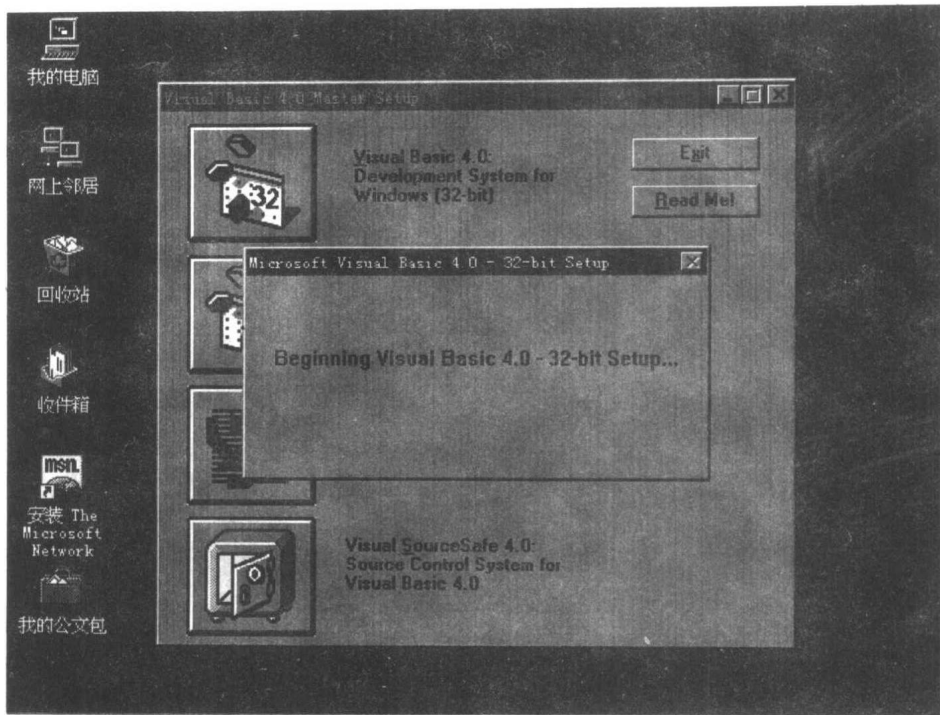 我的电脑
网上邻居
回收站
收件箱
msn.
安装 The
Microsoft
Network
我的公文包
Visual Basic 4.0 Master Setup
32
Visual Basic 4.0:
Development System for
Windows (32-bit)
Exit
Read Me!
Microsoft Visual Basic 4.0 - 32-bit Setup
Beginning Visual Basic 4.0 - 32-bit Setup...
Visual SourceSafe 4.0:
Source Control System for
Visual Basic 4.0